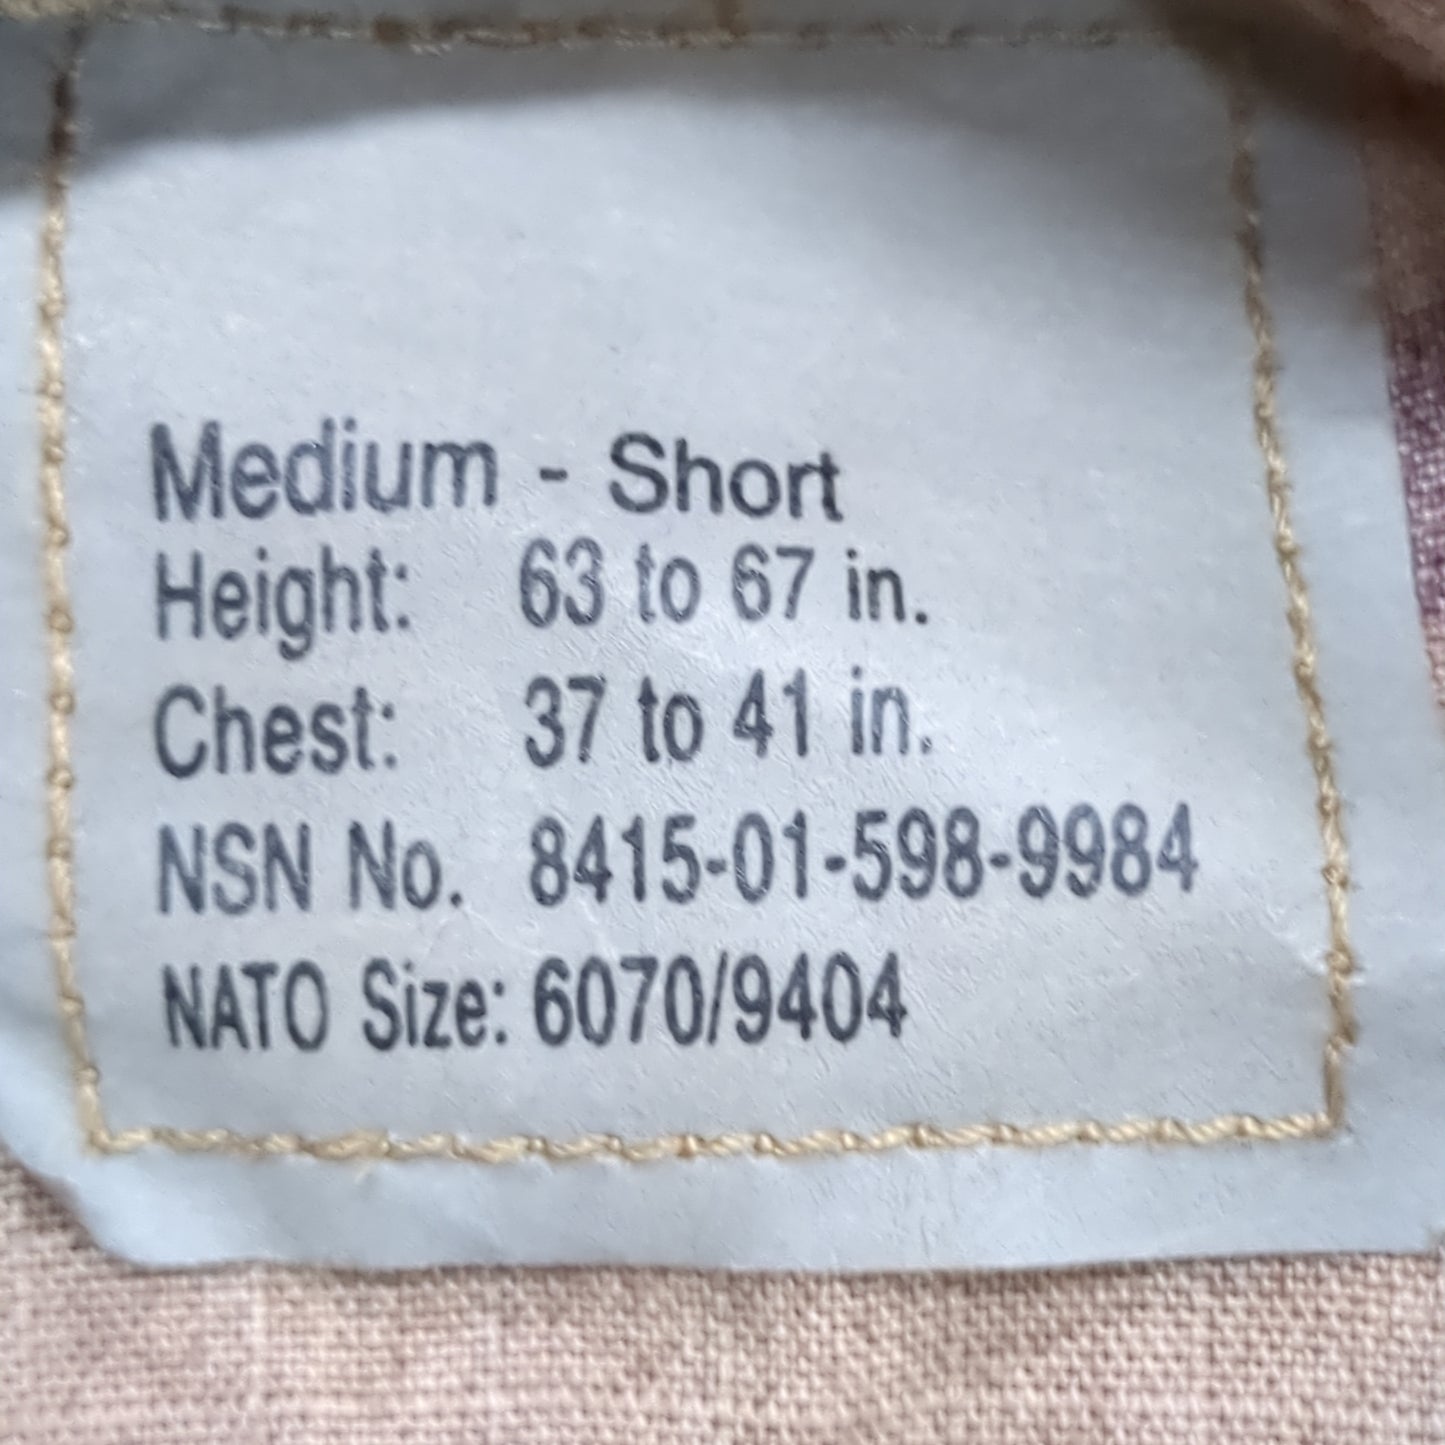 Medium - Short
Height: 63 to 67 in.
Chest: 37 to 41 in.
NSN No. 8415-01-598-9984
NATO Size: 6070/9404